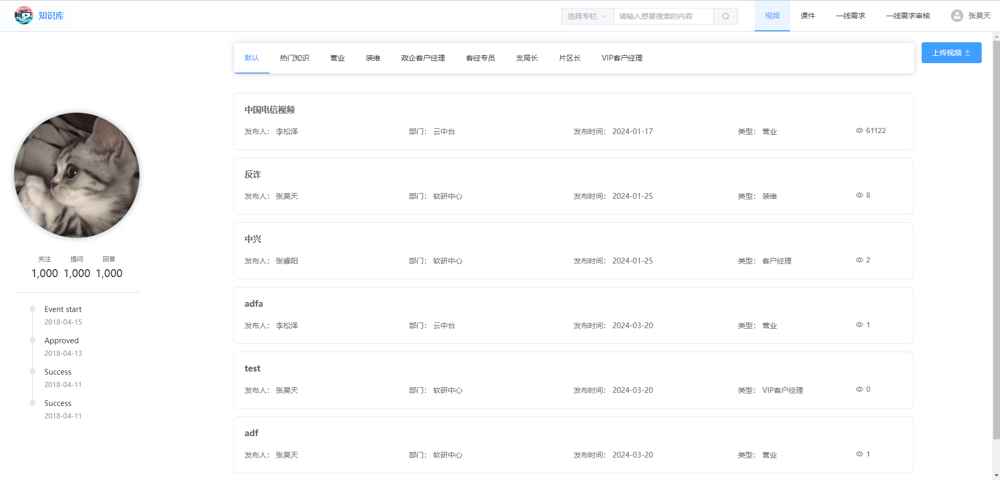 知识库
选择专栏 请输入想要搜索的内容
视频 课件 一线需求 一线需求审核 张昊天
默认 热门知识 营业 装维 政企客户经理 客经专员 支局长 片区长 VIP客户经理
上传视频
关注 提问 回答
1,000 1,000 1,000
Event start
2018-04-15
Approved
2018-04-13
Success
2018-04-11
Success
2018-04-11
中国电信视频
发布人： 李松泽 部门： 云中台 发布时间： 2024-01-17 类型： 营业 61122
反诈
发布人： 张昊天 部门： 软研中心 发布时间： 2024-01-25 类型： 装维 8
中兴
发布人： 张睿阳 部门： 软研中心 发布时间： 2024-01-25 类型： 客户经理 2
adfa
发布人： 李松泽 部门： 云中台 发布时间： 2024-03-20 类型： 营业 1
test
发布人： 张昊天 部门： 软研中心 发布时间： 2024-03-20 类型： VIP客户经理 0
adf
发布人： 张昊天 部门： 软研中心 发布时间： 2024-03-20 类型： 营业 1